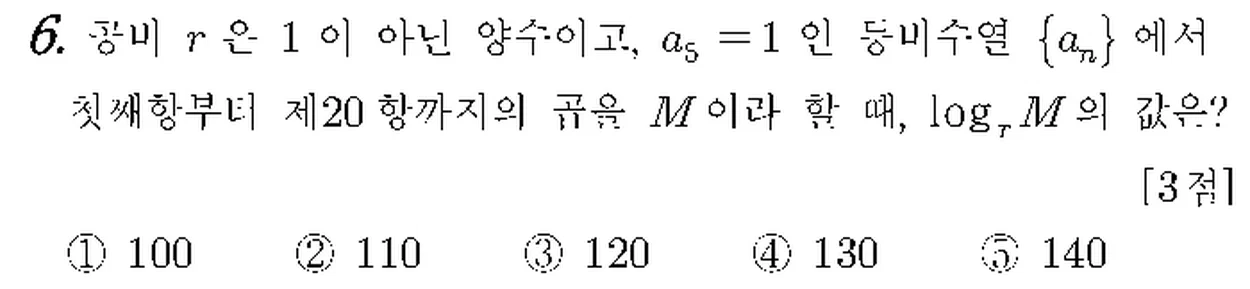 6. 공비 r 은 1 이 아닌 양수이고, a₅ = 1 인 등비수열 {aₙ} 에서
첫째항부터 제20 항까지의 곱을 M 이라 할 때, logᵣ M 의 값은?
[3점]
① 100 ② 110 ③ 120 ④ 130 ⑤ 140